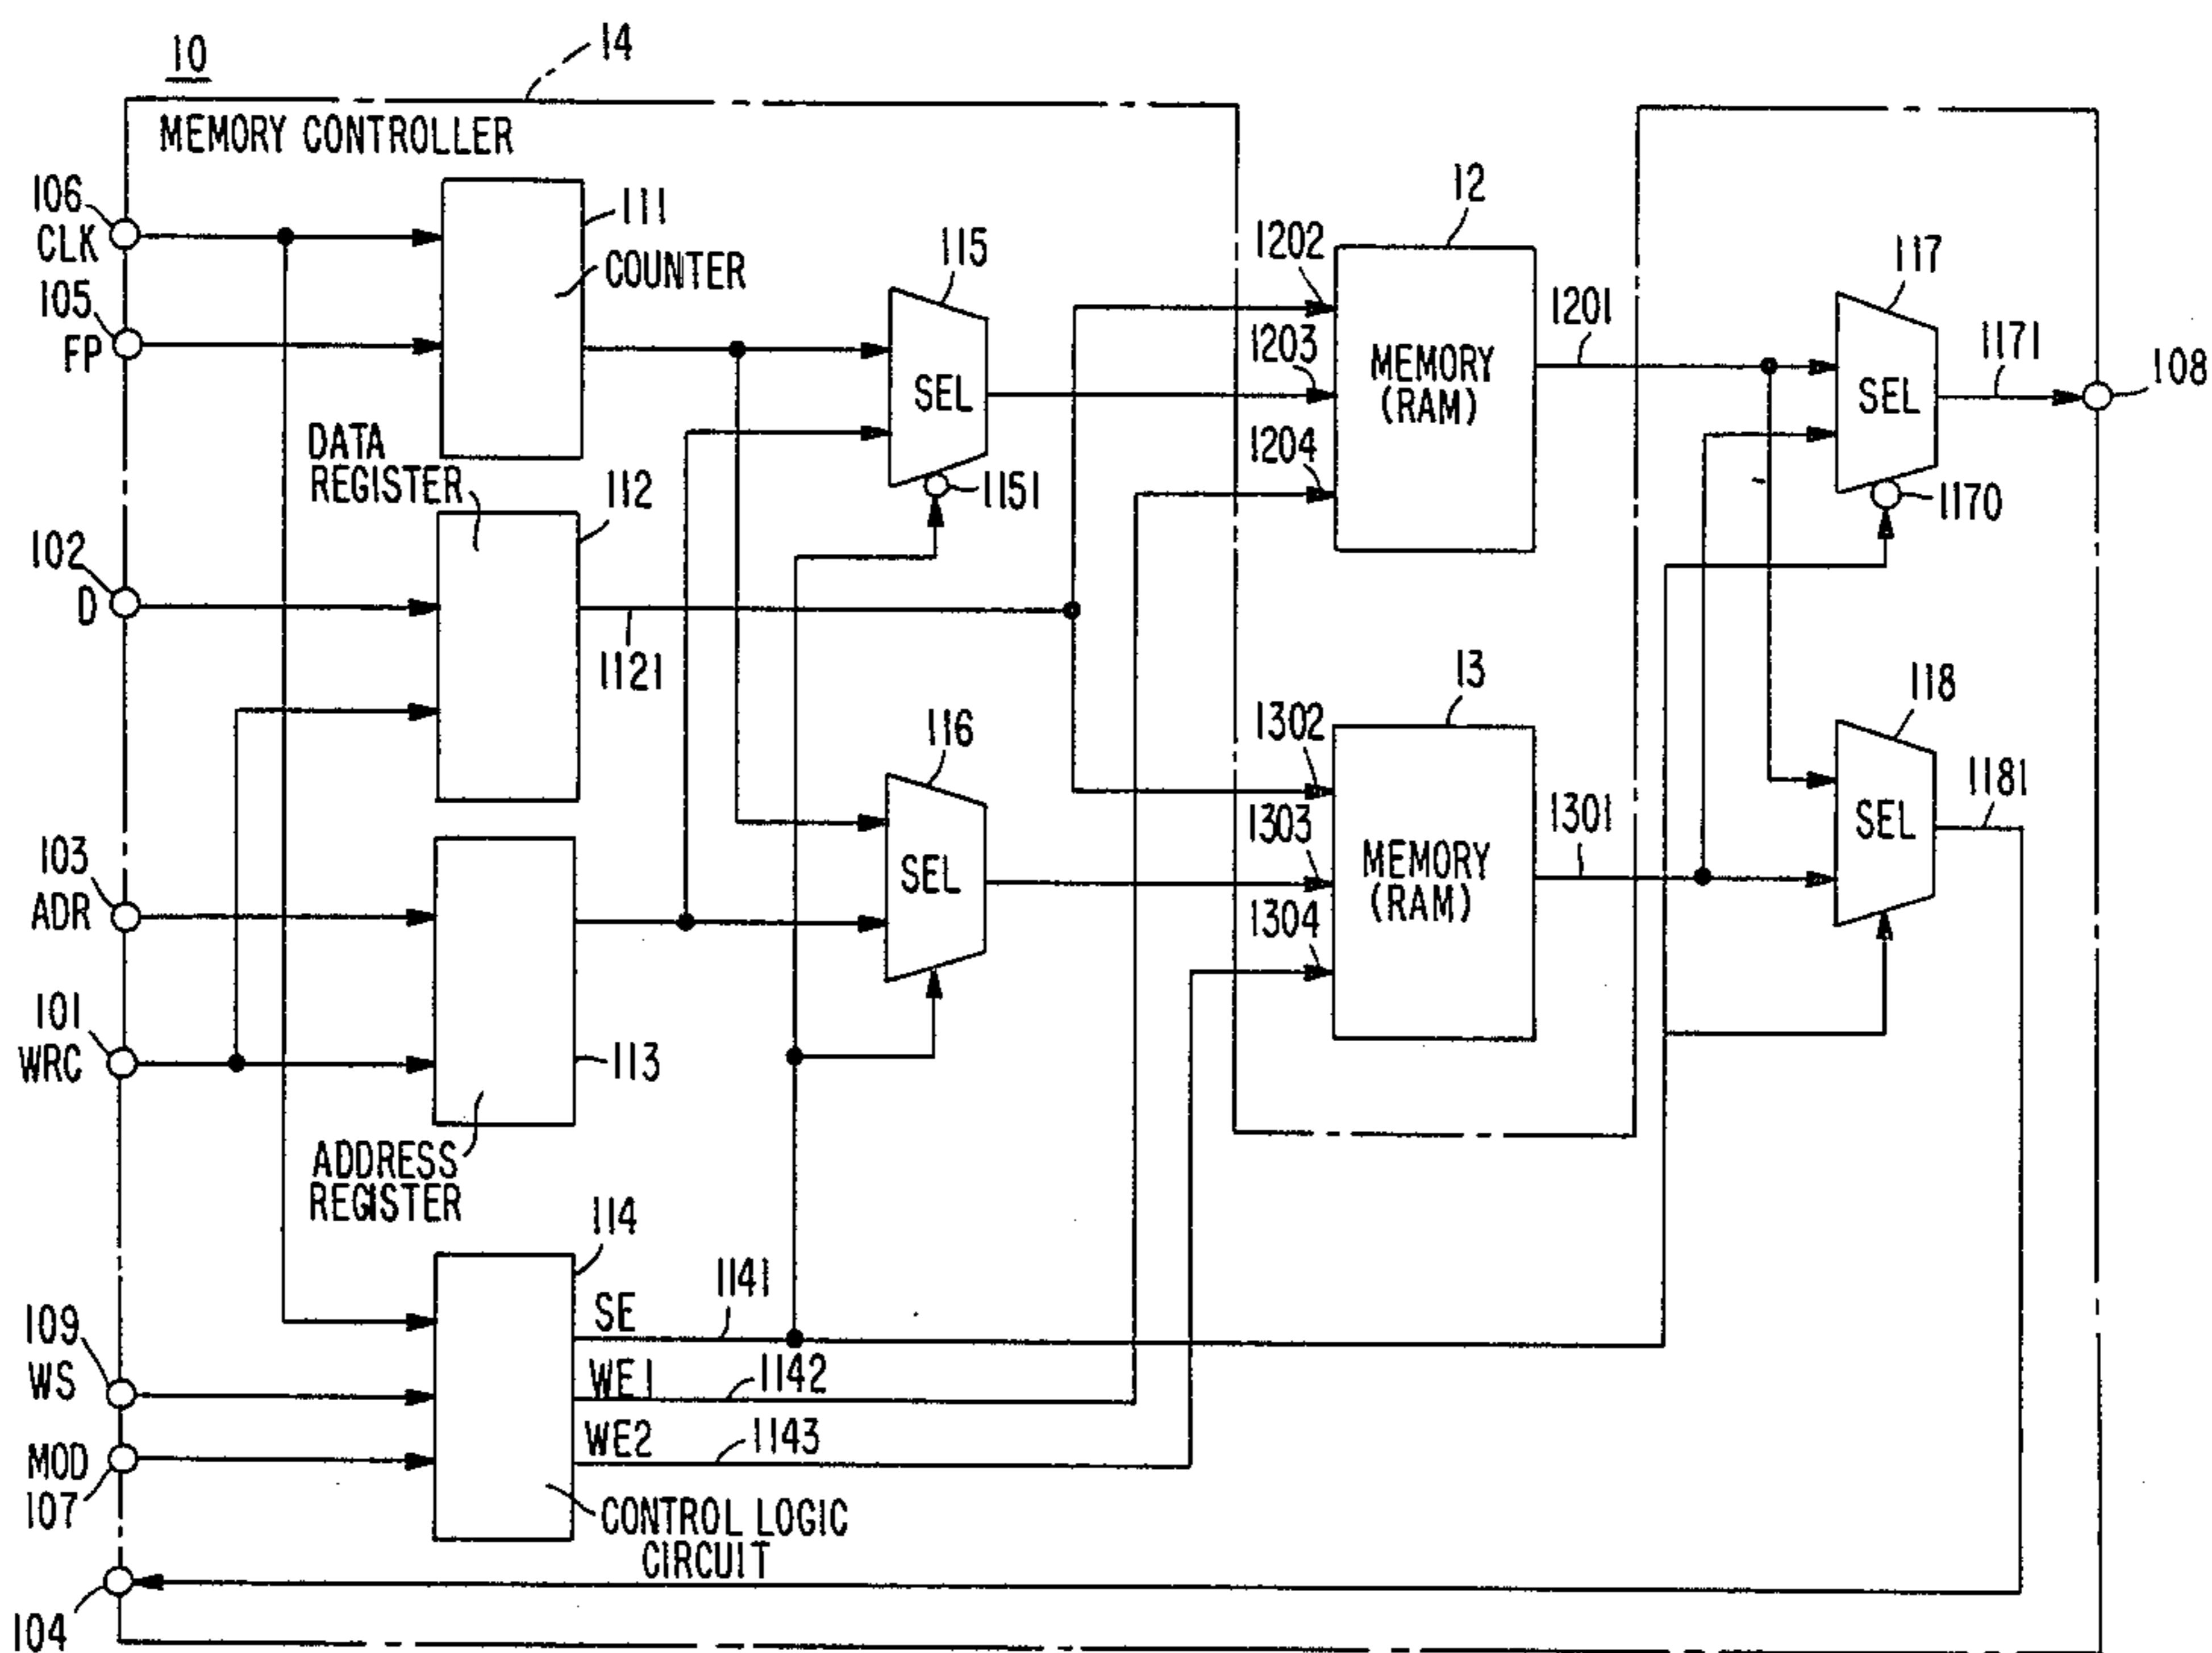 10
14
MEMORY CONTROLLER
106
CLK
105
FP
111
COUNTER
115
SEL
1151
DATA
REGISTER
112
102
D
1121
116
SEL
103
ADR
101
WRC
113
ADDRESS
REGISTER
114
109
WS
MOD
107
104
SE
1141
WE1
1142
WE2
1143
CONTROL LOGIC
CIRCUIT
12
1202
1203
1204
MEMORY
(RAM)
1201
13
1302
1303
1304
MEMORY
(RAM)
1301
117
SEL
1170
1171
108
118
SEL
1181